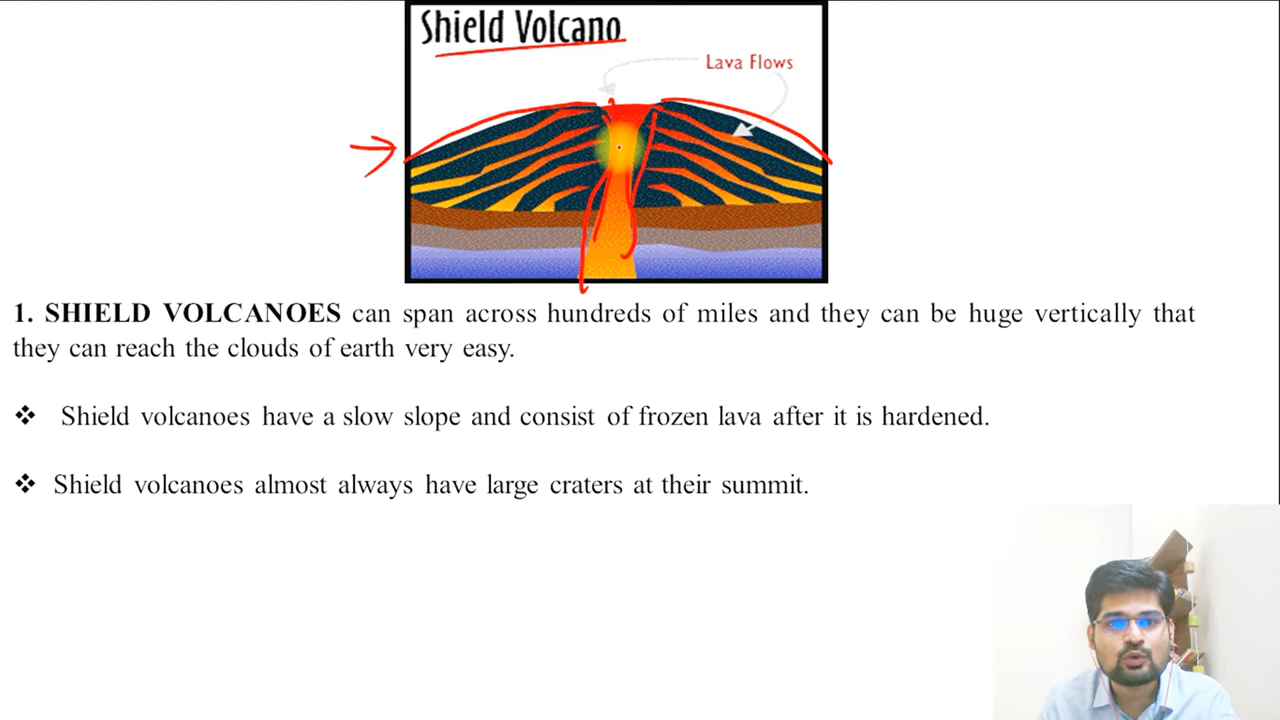 Shield Volcano
Lava Flows
1. SHIELD VOLCANOES can span across hundreds of miles and they can be huge vertically that
they can reach the clouds of earth very easy.
❖ Shield volcanoes have a slow slope and consist of frozen lava after it is hardened.
❖ Shield volcanoes almost always have large craters at their summit.